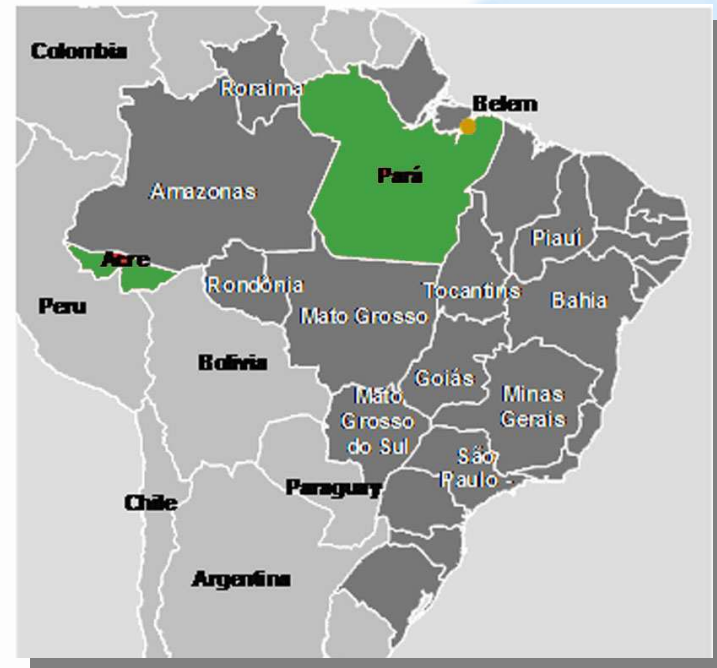 Colombia
Roraima
Belem
Pará
Amazonas
Piauí
Acre
Rondônia
Tocantins
Bahia
Peru
Mato Grosso
Bolivia
Goiás
Minas
Gerais
Mato
Grosso
do Sul
São
Paulo -
Paragury
Chile
Argentina